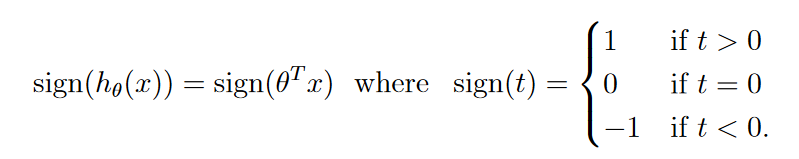 sign(h_θ(x)) = sign(θ^T x) where sign(t) = { 1 if t > 0
0 if t = 0
−1 if t < 0.